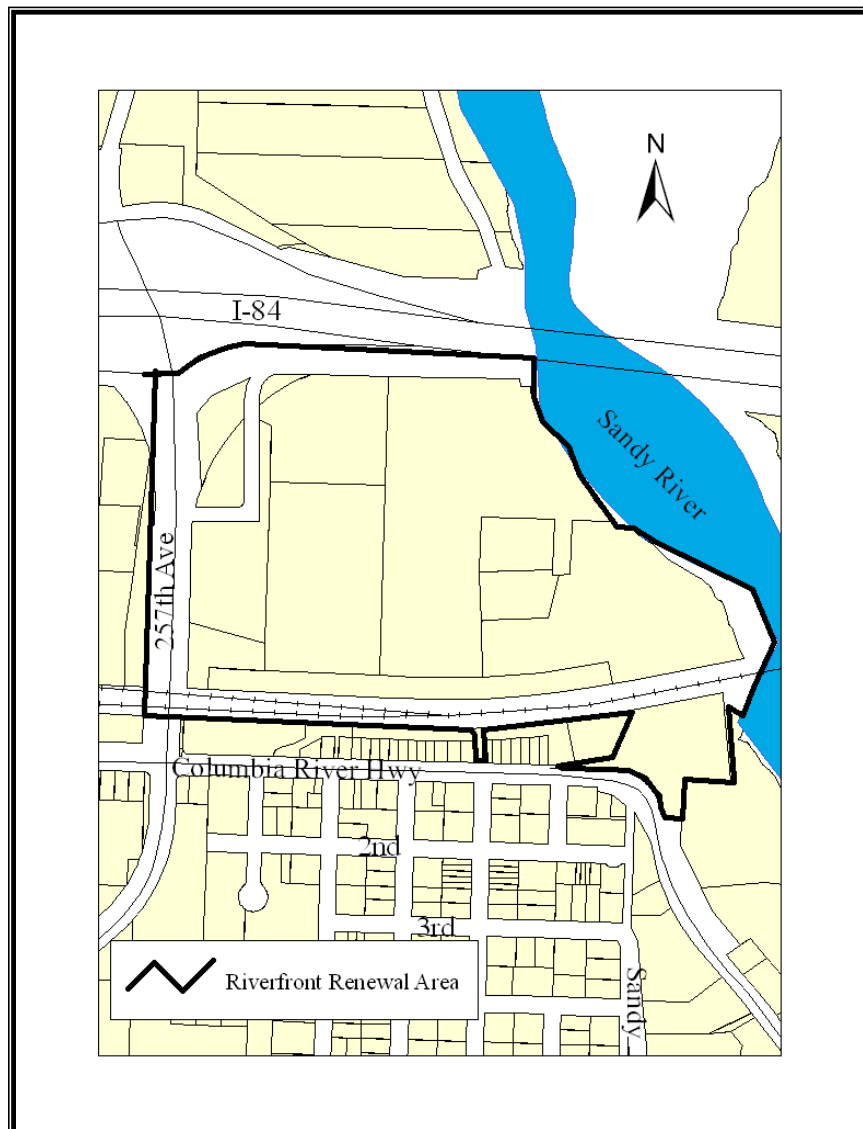 N
I-84
Sandy River
257th Ave
Columbia River Hwy
2nd
3rd
Sandy
Riverfront Renewal Area